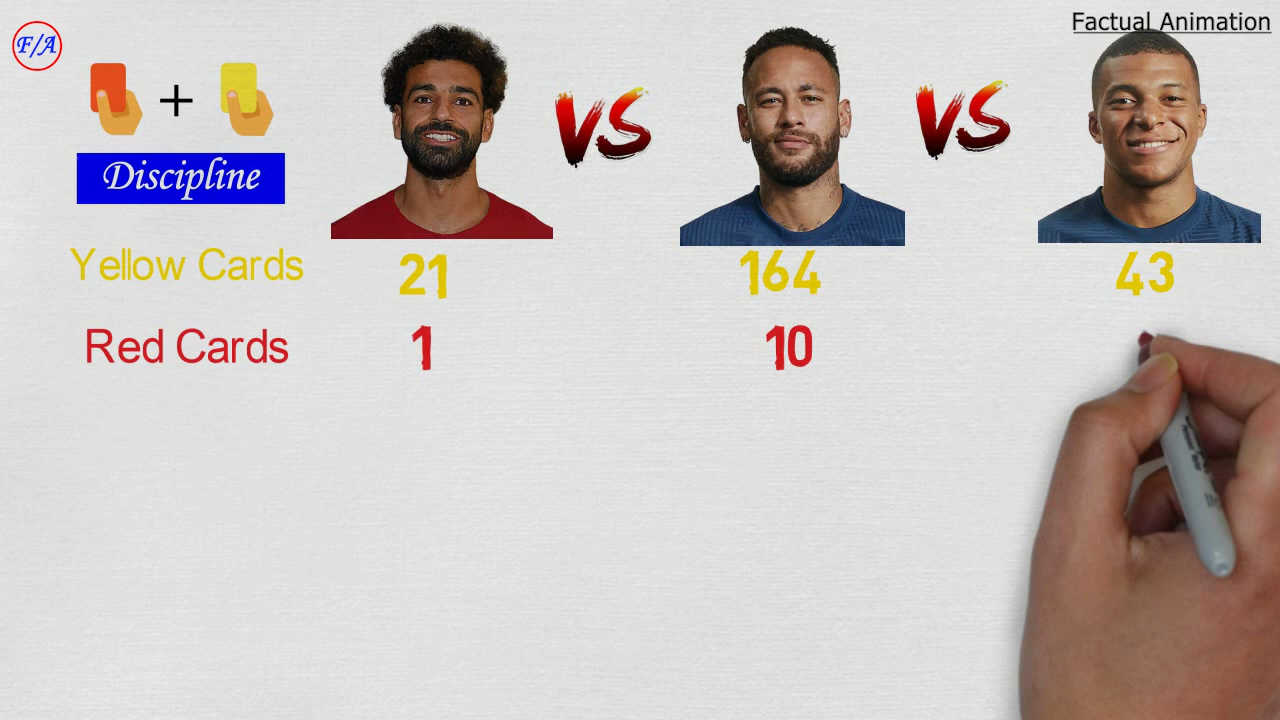 Factual Animation
F/A
VS
VS
+
Discipline
Yellow Cards 21 164 43
Red Cards 1 10